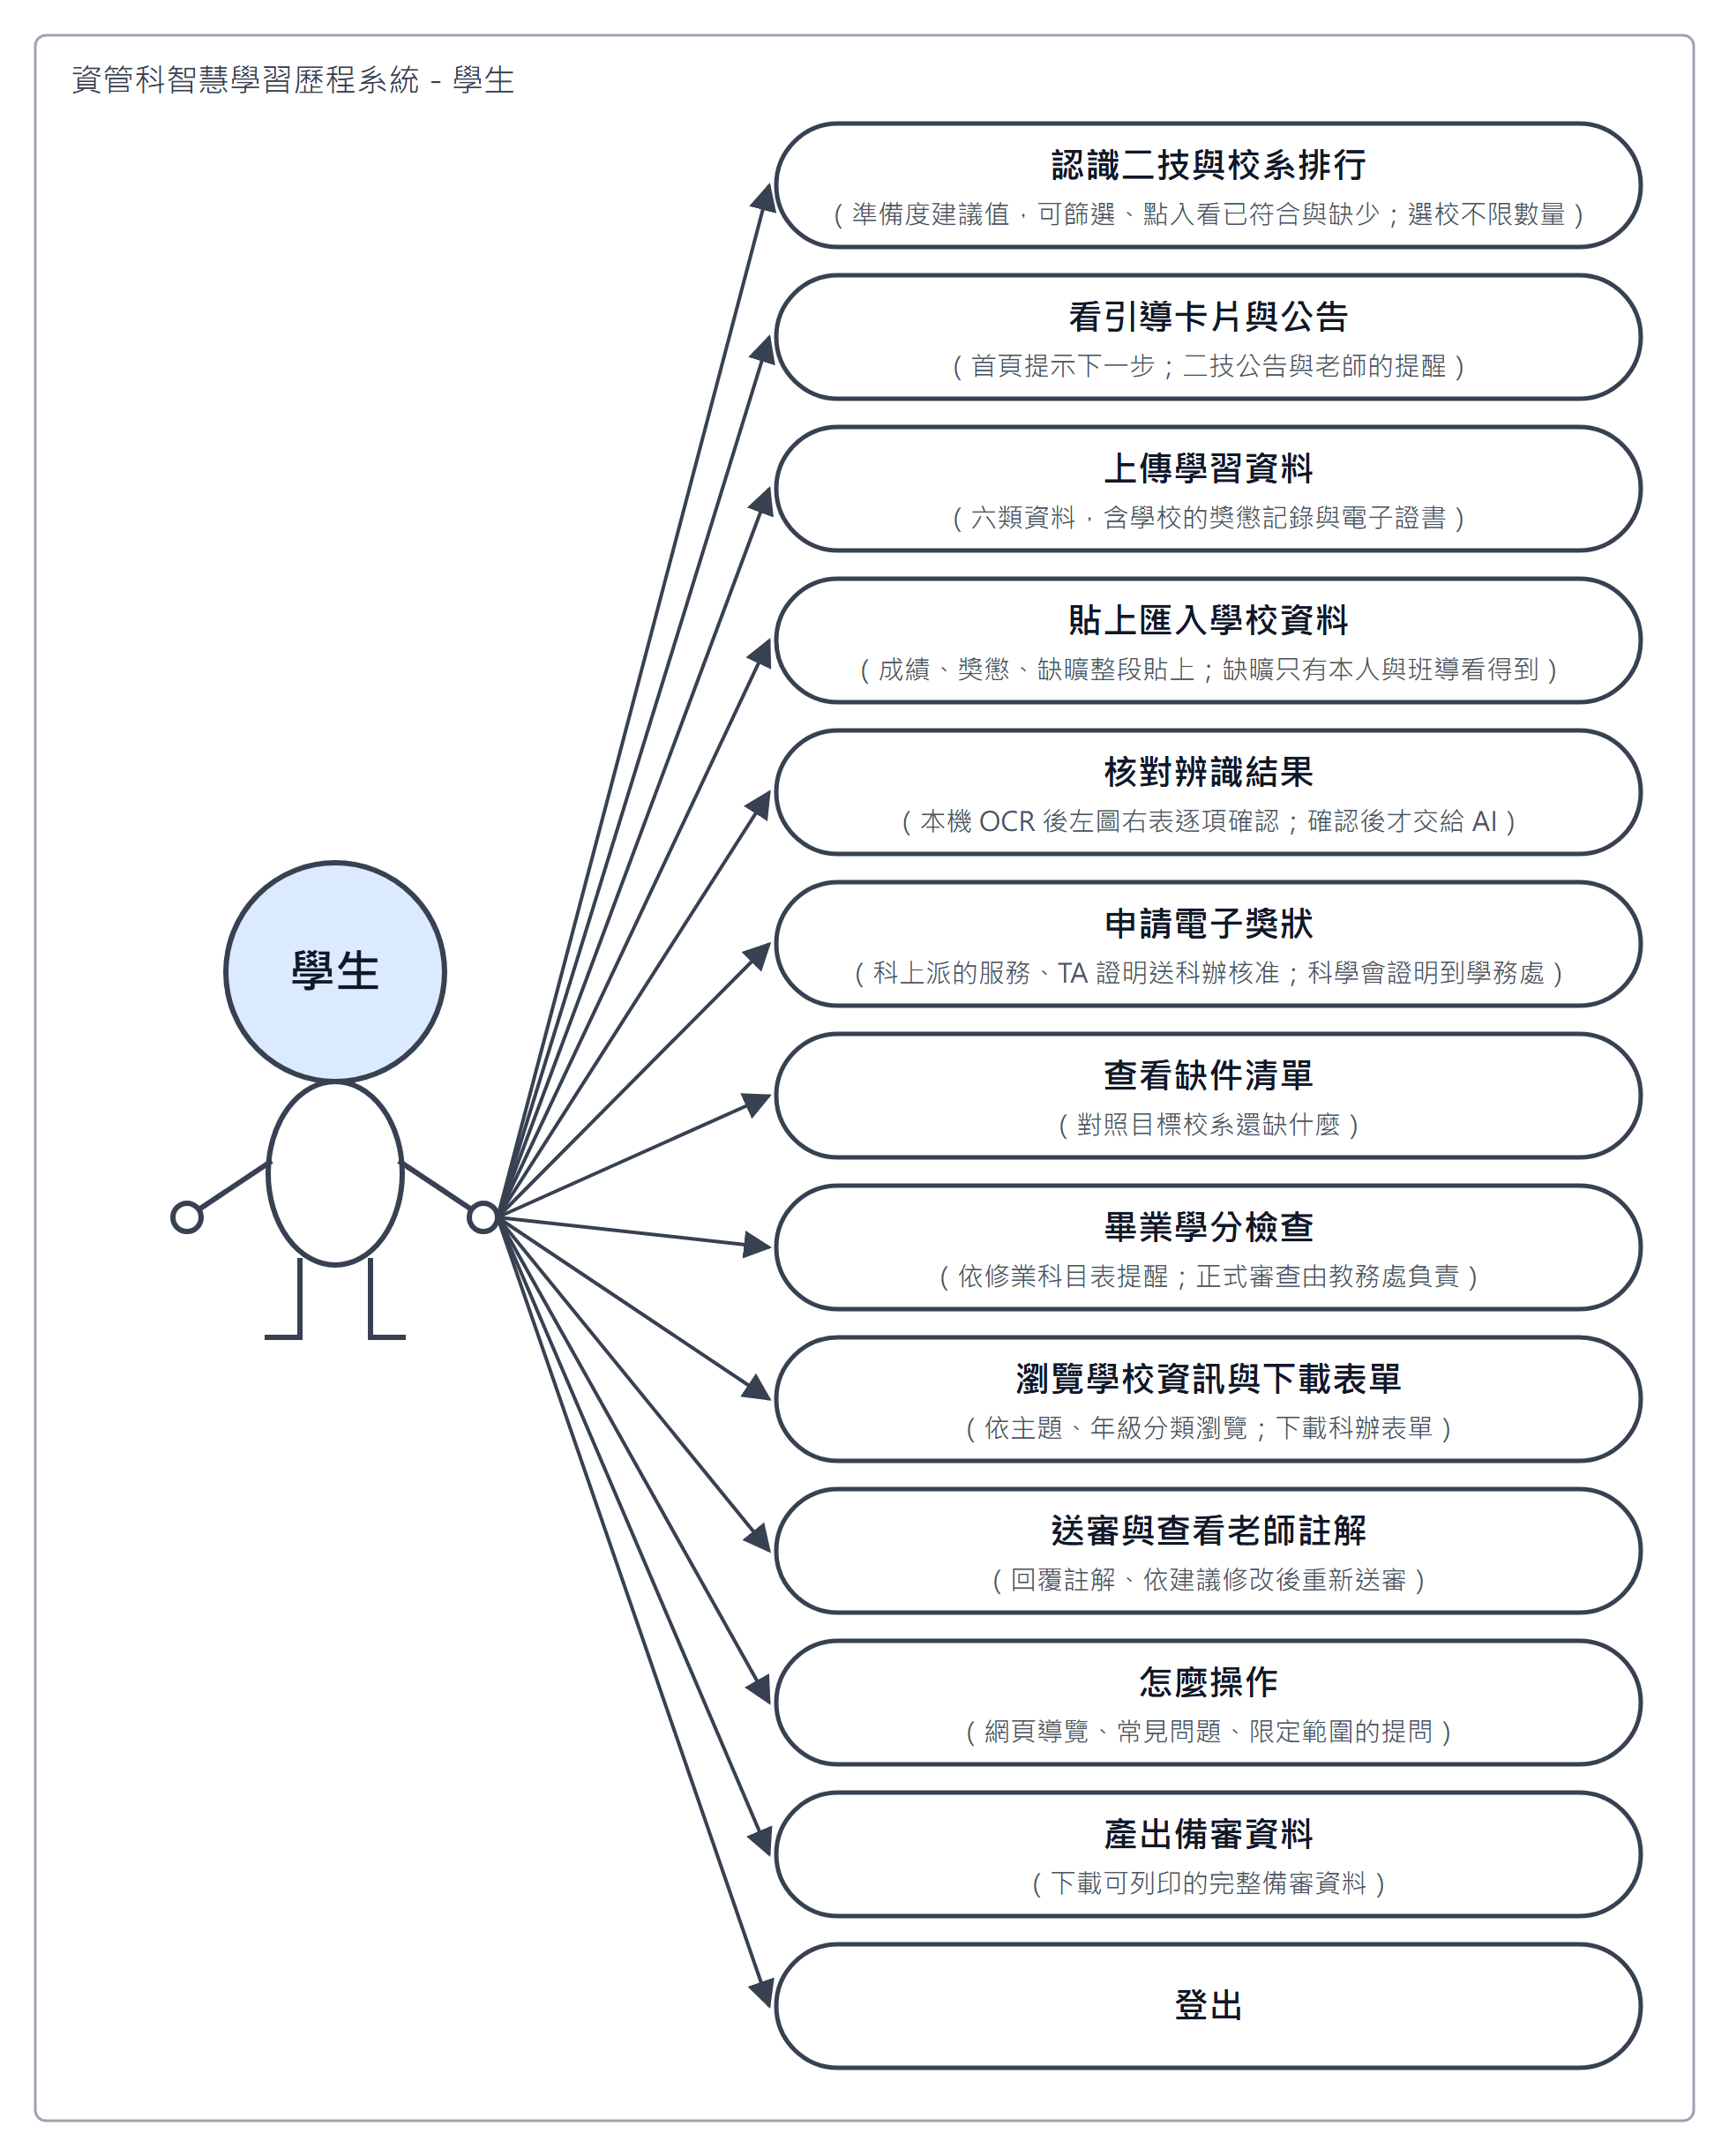 資管科智慧學習歷程系統 - 學生
認識二技與校系排行
( 準備度建議值，可篩選、點入看已符合與缺少；選校不限數量 )
看引導卡片與公告
( 首頁提示下一步；二技公告與老師的提醒 )
上傳學習資料
( 六類資料，含學校的獎懲記錄與電子證書 )
貼上匯入學校資料
( 成績、獎懲、缺曠整段貼上；缺曠只有本人與班導看得到 )
核對辨識結果
( 本機 OCR 後左圖右表逐項確認；確認後才交給 AI )
學生
申請電子獎狀
( 科上派的服務、TA 證明送科辦核准；科學會證明到學務處 )
查看缺件清單
( 對照目標校系還缺什麼 )
畢業學分檢查
( 依修業科目表提醒；正式審查由教務處負責 )
瀏覽學校資訊與下載表單
( 依主題、年級分類瀏覽；下載科辦表單 )
送審與查看老師註解
( 回覆註解、依建議修改後重新送審 )
怎麼操作
( 網頁導覽、常見問題、限定範圍的提問 )
產出備審資料
( 下載可列印的完整備審資料 )
登出